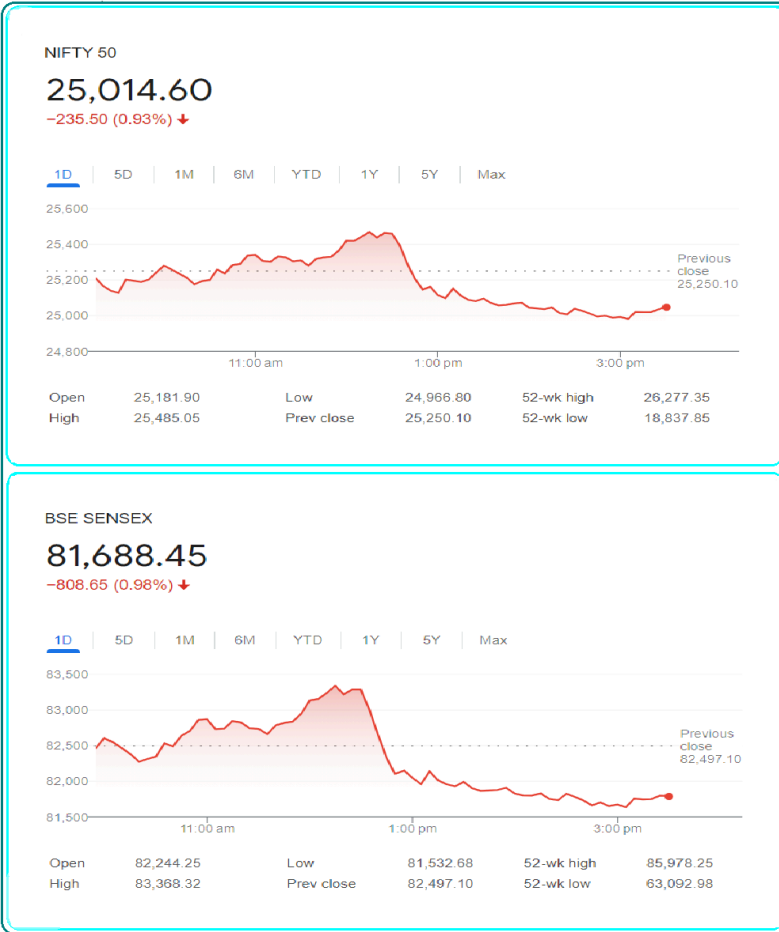 NIFTY 50
25,014.60
−235.50 (0.93%)
1D 5D 1M 6M YTD 1Y 5Y Max
25,600
25,400
25,200
25,000
24,800
Previous
close
25,250.10
11:00 am 1:00 pm 3:00 pm
Open 25,181.90 Low 24,966.80 52-wk high 26,277.35
High 25,485.05 Prev close 25,250.10 52-wk low 18,837.85
BSE SENSEX
81,688.45
−808.65 (0.98%)
1D 5D 1M 6M YTD 1Y 5Y Max
83,500
83,000
82,500
82,000
81,500
Previous
close
82,497.10
11:00 am 1:00 pm 3:00 pm
Open 82,244.25 Low 81,532.68 52-wk high 85,978.25
High 83,368.32 Prev close 82,497.10 52-wk low 63,092.98